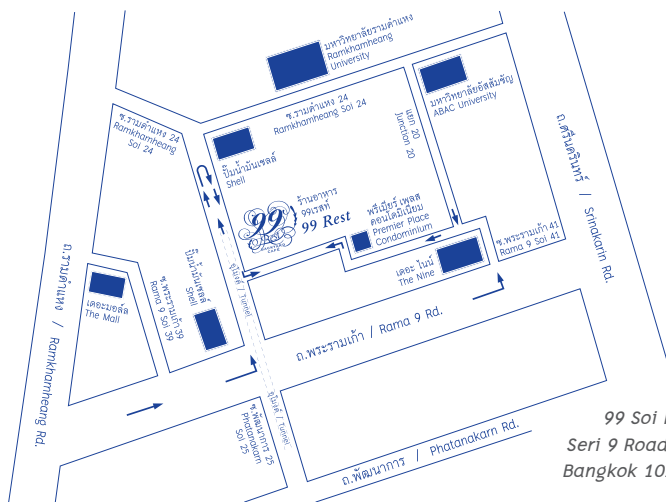 มหาวิทยาลัยรามคำแหง
Ramkhamheang
University
มหาวิทยาลัยอัสสัมชัญ
ABAC University
ซ.รามคำแหง 24
Ramkhamheang Soi 24
ซ.รามคำแหง 24
Ramkhamheang
Soi 24
แยก 20
Junction 20
ปั๊มน้ำมันเชลล์
Shell
99
Rest
ร้านอาหาร
99เรสท์
99 Rest
พรีเมียร์ เพลส
คอนโดมิเนียม
Premier Place
Condominium
ถ.ศรีนครินทร์ / Srinakarin Rd.
ซ.พระรามเก้า 41
Rama 9 Soi 41
เดอะ ไนน์
The Nine
ถ.รามคำแหง / Ramkhamheang Rd.
เดอะมอล์ล
The Mall
ซ.พระรามเก้า 39
Rama 9 Soi 39
ปั๊มน้ำมันเชลล์
Shell
อุโมงค์ / Tunnel
ถ.พระรามเก้า / Rama 9 Rd.
อุโมงค์ / Tunnel
ซ.พัฒนาการ 25
Phatanakarn
Soi 25
ถ.พัฒนาการ / Phatanakarn Rd.
99 Soi
Seri 9 Road
Bangkok 10